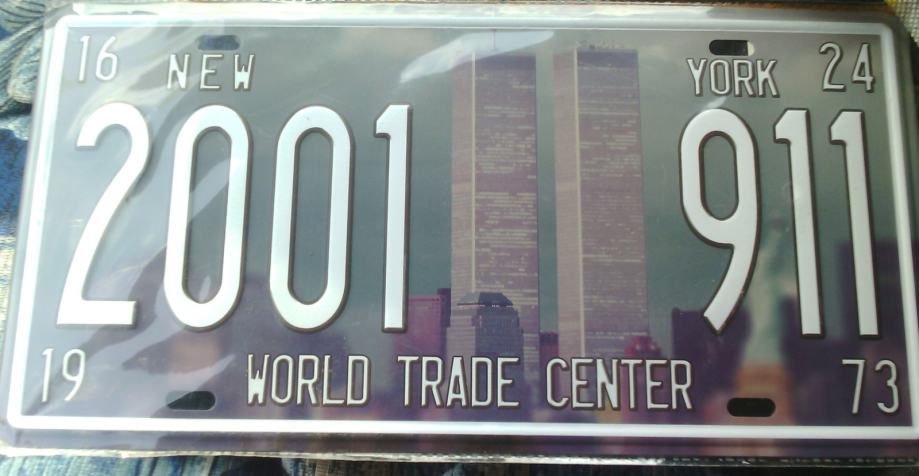 16 NEW YORK 24
2001 911
19 WORLD TRADE CENTER 73